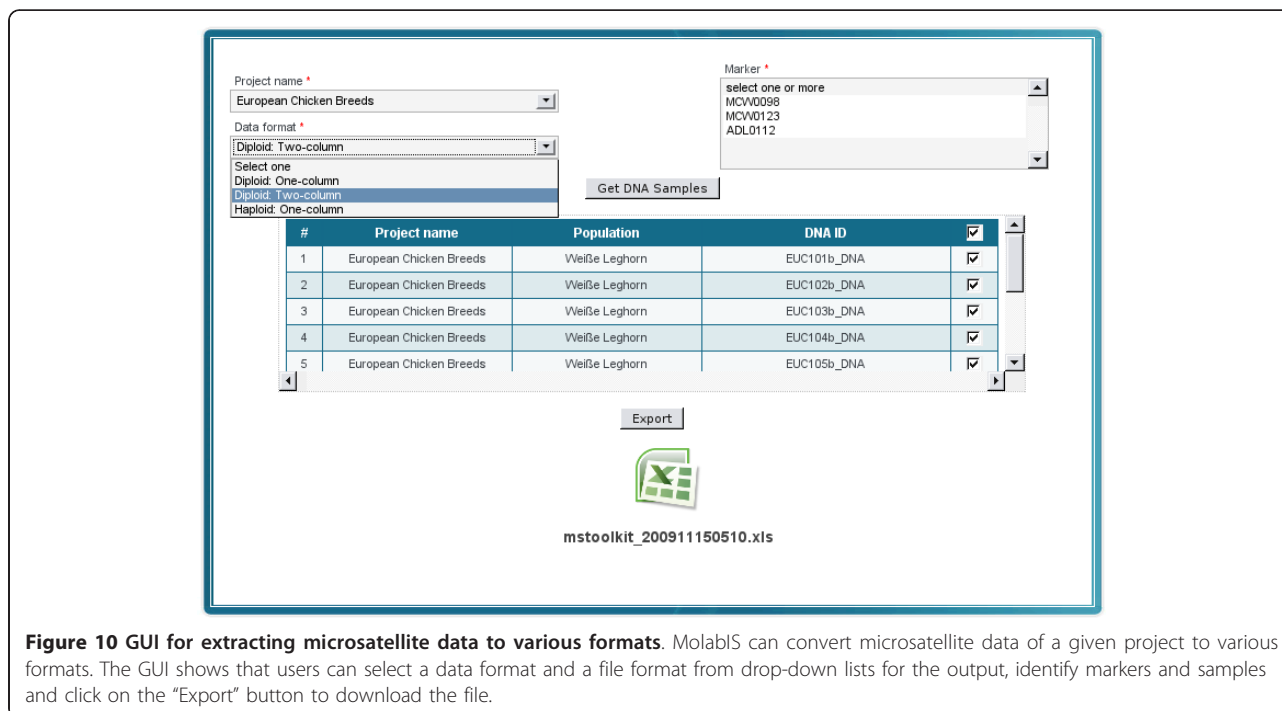 Project name *
European Chicken Breeds
Data format *
Diploid: Two-column
Select one
Diploid: One-column
Diploid: Two-column
Haploid: One-column
Marker *
select one or more
MCW0098
MCW0123
ADL0112
Get DNA Samples
# Project name Population DNA ID
1 European Chicken Breeds Weiße Leghorn EUC101b_DNA
2 European Chicken Breeds Weiße Leghorn EUC102b_DNA
3 European Chicken Breeds Weiße Leghorn EUC103b_DNA
4 European Chicken Breeds Weiße Leghorn EUC104b_DNA
5 European Chicken Breeds Weiße Leghorn EUC105b_DNA
Export
mstoolkit_200911150510.xls
Figure 10 GUI for extracting microsatellite data to various formats. MolabIS can convert microsatellite data of a given project to various
formats. The GUI shows that users can select a data format and a file format from drop-down lists for the output, identify markers and samples
and click on the “Export” button to download the file.